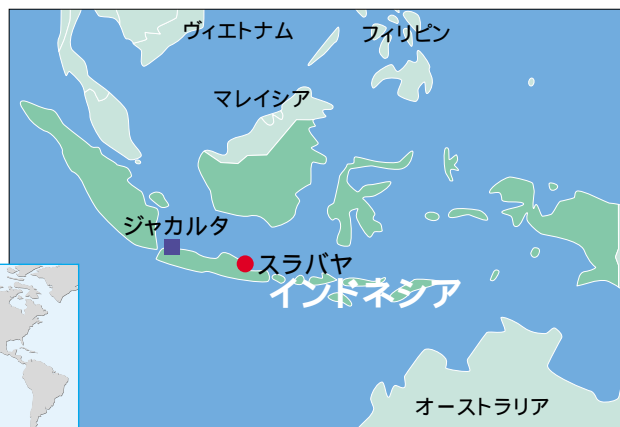 ヴィエトナム
フィリピン
マレイシア
ジャカルタ
スラバヤ
インドネシア
オーストラリア